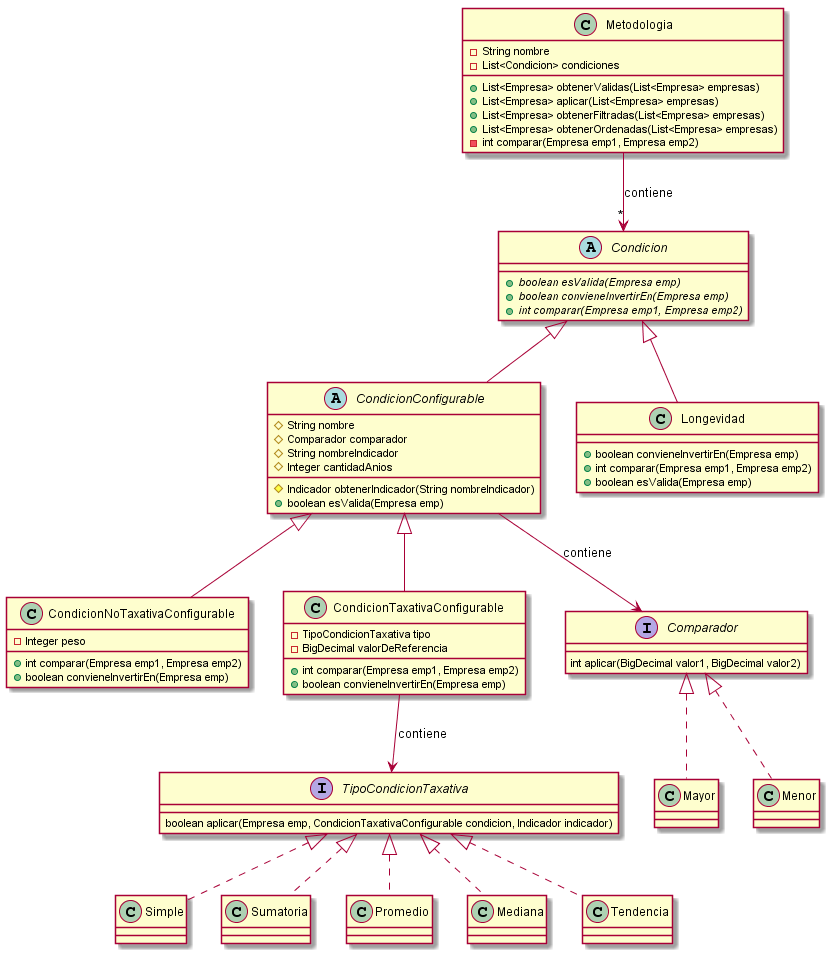 C Metodologia
String nombre
List<Condicion> condiciones
List<Empresa> obtenerValidas(List<Empresa> empresas)
List<Empresa> aplicar(List<Empresa> empresas)
List<Empresa> obtenerFiltradas(List<Empresa> empresas)
List<Empresa> obtenerOrdenadas(List<Empresa> empresas)
int comparar(Empresa emp1, Empresa emp2)
contiene
*
A Condicion
boolean esValida(Empresa emp)
boolean convieneInvertirEn(Empresa emp)
int comparar(Empresa emp1, Empresa emp2)
A CondicionConfigurable
String nombre
Comparador comparador
String nombreIndicador
Integer cantidadAnios
Indicador obtenerIndicador(String nombreIndicador)
boolean esValida(Empresa emp)
C Longevidad
boolean convieneInvertirEn(Empresa emp)
int comparar(Empresa emp1, Empresa emp2)
boolean esValida(Empresa emp)
contiene
C CondicionNoTaxativaConfigurable
Integer peso
int comparar(Empresa emp1, Empresa emp2)
boolean convieneInvertirEn(Empresa emp)
C CondicionTaxativaConfigurable
TipoCondicionTaxativa tipo
BigDecimal valorDeReferencia
int comparar(Empresa emp1, Empresa emp2)
boolean convieneInvertirEn(Empresa emp)
I Comparador
int aplicar(BigDecimal valor1, BigDecimal valor2)
contiene
I TipoCondicionTaxativa
boolean aplicar(Empresa emp, CondicionTaxativaConfigurable condicion, Indicador indicador)
C Mayor
C Menor
C Simple
C Sumatoria
C Promedio
C Mediana
C Tendencia